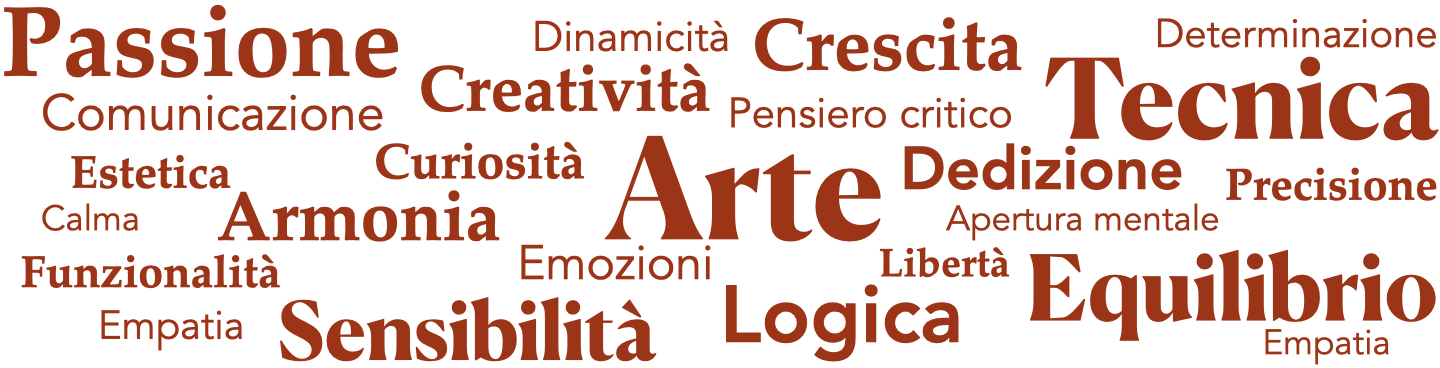 Passione
Dinamicità
Crescita
Determinazione
Comunicazione
Creatività
Pensiero critico
Tecnica
Estetica
Curiosità
Arte
Dedizione
Precisione
Calma
Armonia
Apertura mentale
Funzionalità
Emozioni
Libertà
Equilibrio
Empatia
Sensibilità
Logica
Empatia